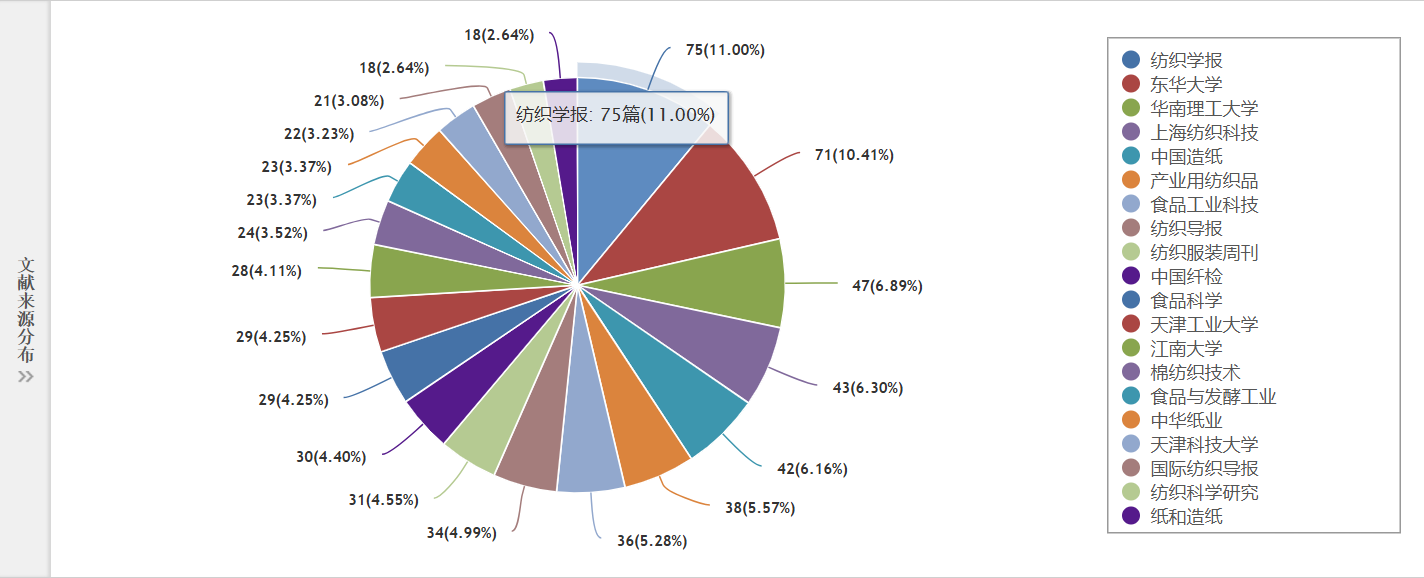 文献来源分布
75(11.00%)
71(10.41%)
47(6.89%)
43(6.30%)
42(6.16%)
38(5.57%)
36(5.28%)
34(4.99%)
31(4.55%)
30(4.40%)
29(4.25%)
29(4.25%)
28(4.11%)
24(3.52%)
23(3.37%)
23(3.37%)
22(3.23%)
21(3.08%)
18(2.64%)
18(2.64%)
纺织学报: 75篇(11.00%)
纺织学报
东华大学
华南理工大学
上海纺织科技
中国造纸
产业用纺织品
食品工业科技
纺织导报
纺织服装周刊
中国纤检
食品科学
天津工业大学
江南大学
棉纺织技术
食品与发酵工业
中华纸业
天津科技大学
国际纺织导报
纺织科学研究
纸和造纸